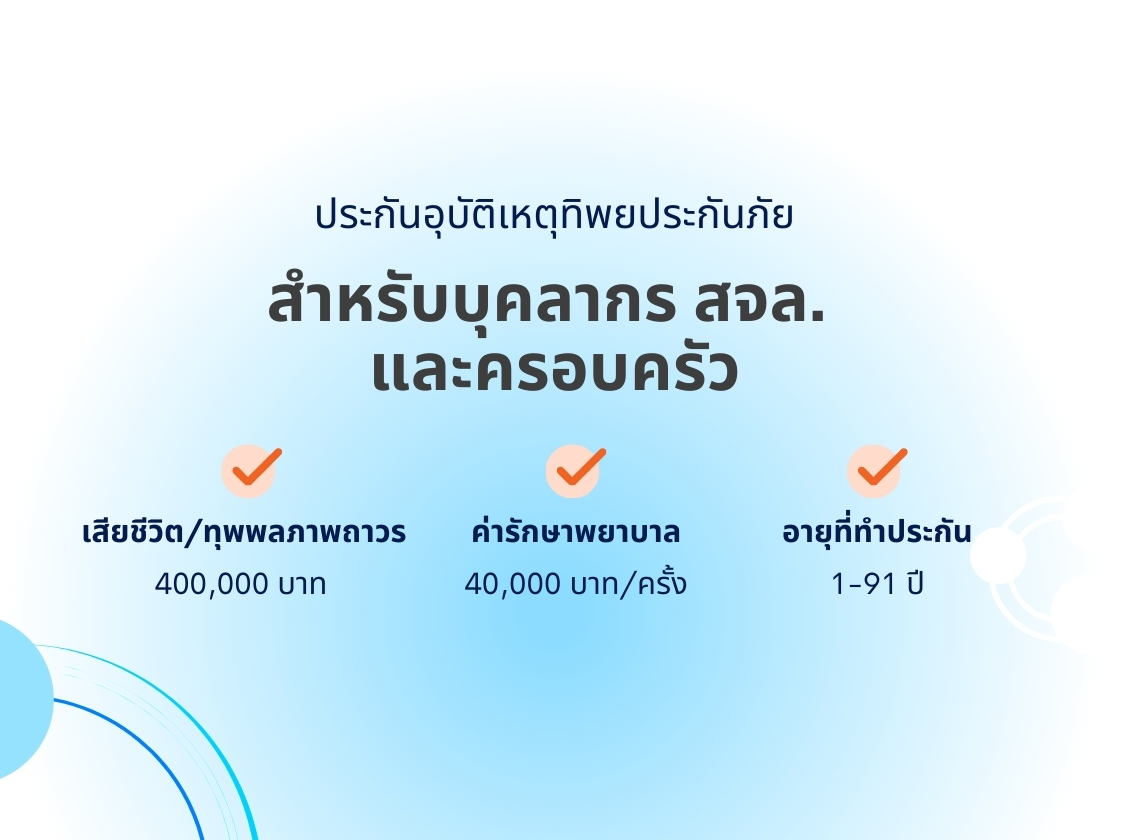 ประกันอุบัติเหตุทิพยประกันภัย
สำหรับบุคลากร สจล.
และครอบครัว
เสียชีวิต/ทุพพลภาพถาวร
400,000 บาท
ค่ารักษาพยาบาล
40,000 บาท/ครั้ง
อายุที่ทำประกัน
1–91 ปี